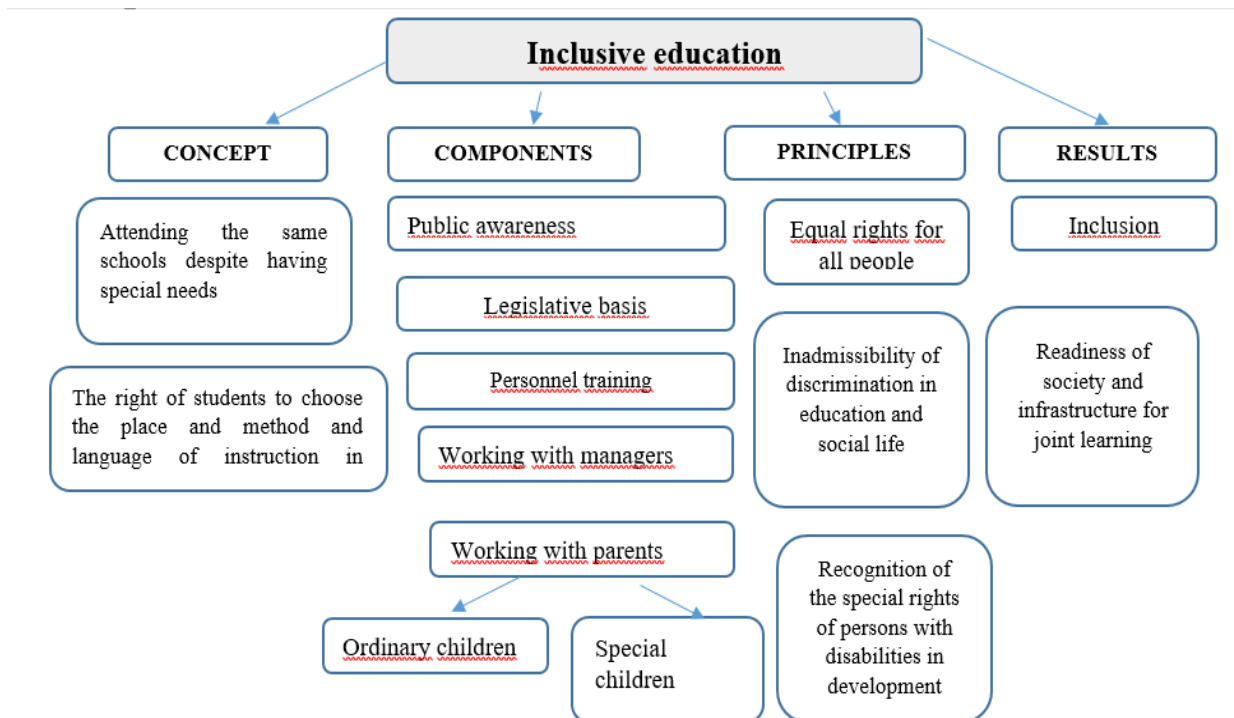 Inclusive education
CONCEPT
COMPONENTS
PRINCIPLES
RESULTS
Attending the same
schools despite having
special needs
The right of students to choose
the place and method and
language of instruction in
Public awareness
Legislative basis
Personnel training
Working with managers
Working with parents
Ordinary children
Special
children
Equal rights for
all people
Inadmissibility of
discrimination in
education and
social life
Recognition of
the special rights
of persons with
disabilities in
development
Inclusion
Readiness of
society and
infrastructure for
joint learning